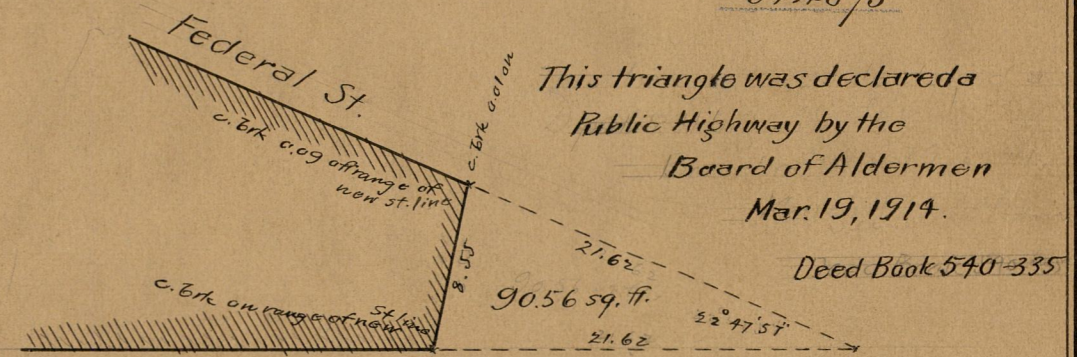 Federal St.
c. brk 0.01 on
This triangle was declared a
Public Highway by the
Board of Aldermen
Mar. 19, 1914.
c. brk 0.09 off range of
new st. line
Deed Book 540-335
21.62
8.55
90.56 sq. ft.
22° 47' 51"
c. brk on range of new
St line
21.62